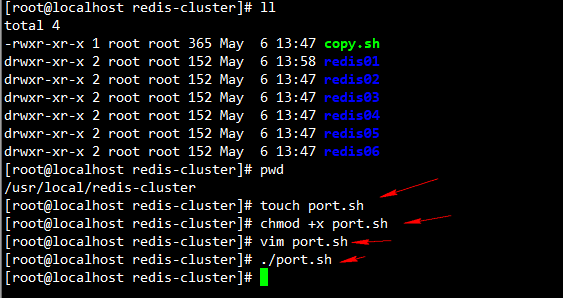 [root@localhost redis-cluster]# ll
total 4
-rwxr-xr-x 1 root root 365 May  6 13:47 copy.sh
drwxr-xr-x 2 root root 152 May  6 13:58 redis01
drwxr-xr-x 2 root root 152 May  6 13:47 redis02
drwxr-xr-x 2 root root 152 May  6 13:47 redis03
drwxr-xr-x 2 root root 152 May  6 13:47 redis04
drwxr-xr-x 2 root root 152 May  6 13:47 redis05
drwxr-xr-x 2 root root 152 May  6 13:47 redis06
[root@localhost redis-cluster]# pwd
/usr/local/redis-cluster
[root@localhost redis-cluster]# touch port.sh
[root@localhost redis-cluster]# chmod +x port.sh
[root@localhost redis-cluster]# vim port.sh
[root@localhost redis-cluster]# ./port.sh
[root@localhost redis-cluster]#